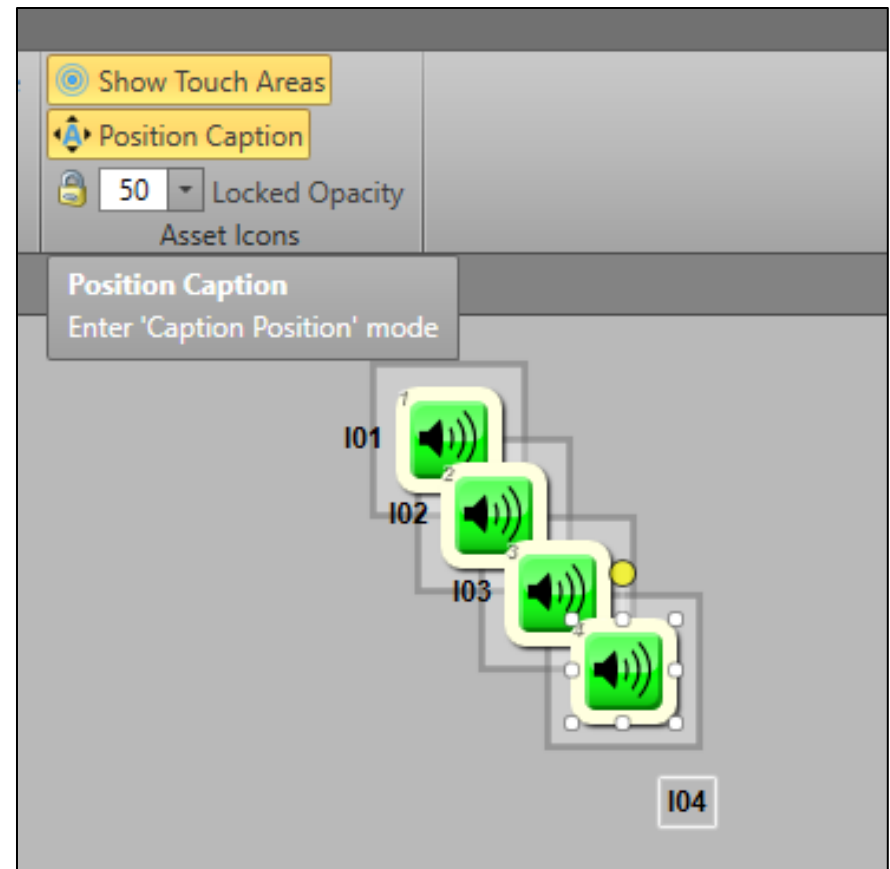 Show Touch Areas
Position Caption
50 Locked Opacity
Asset Icons
Position Caption
Enter 'Caption Position' mode
1
I01
2
I02
3
I03
4
I04